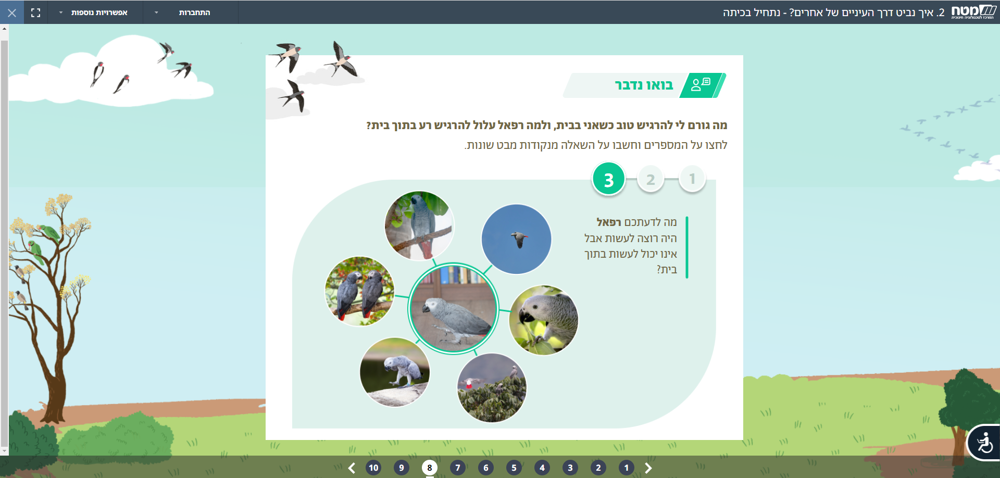 מטח
המרכז לטכנולוגיה חינוכית
2. איך נביט דרך העיניים של אחרים? - נתחיל בכיתה
התחברות
אפשרויות נוספות
בואו נדבר
מה גורם לי להרגיש טוב כשאני בבית, ולמה רפאל עלול להרגיש רע בתוך בית?
לחצו על המספרים וחשבו על השאלה מנקודות מבט שונות.
1 2 3
מה לדעתכם רפאל
היה רוצה לעשות אבל
אינו יכול לעשות בתוך
בית?
1 2 3 4 5 6 7 8 9 10